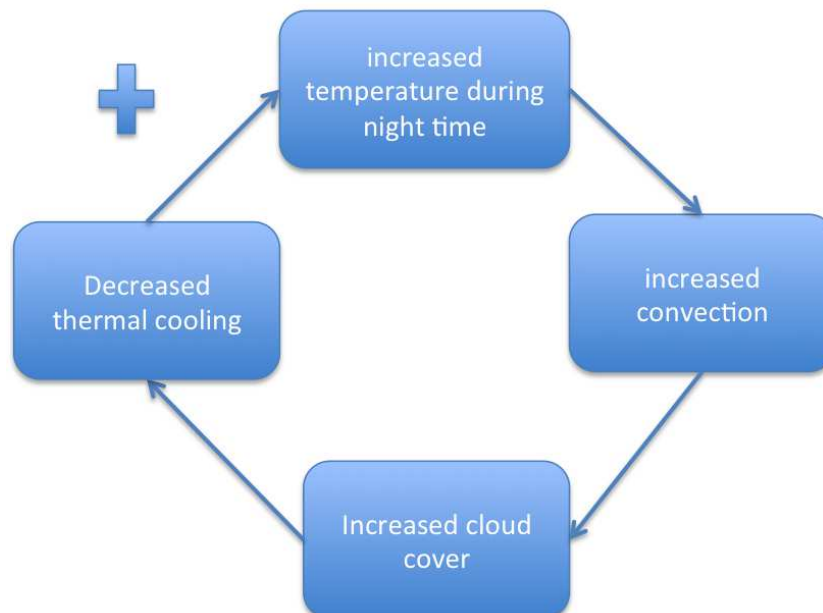 increased
temperature during
night time
increased
convection
Increased cloud
cover
Decreased
thermal cooling